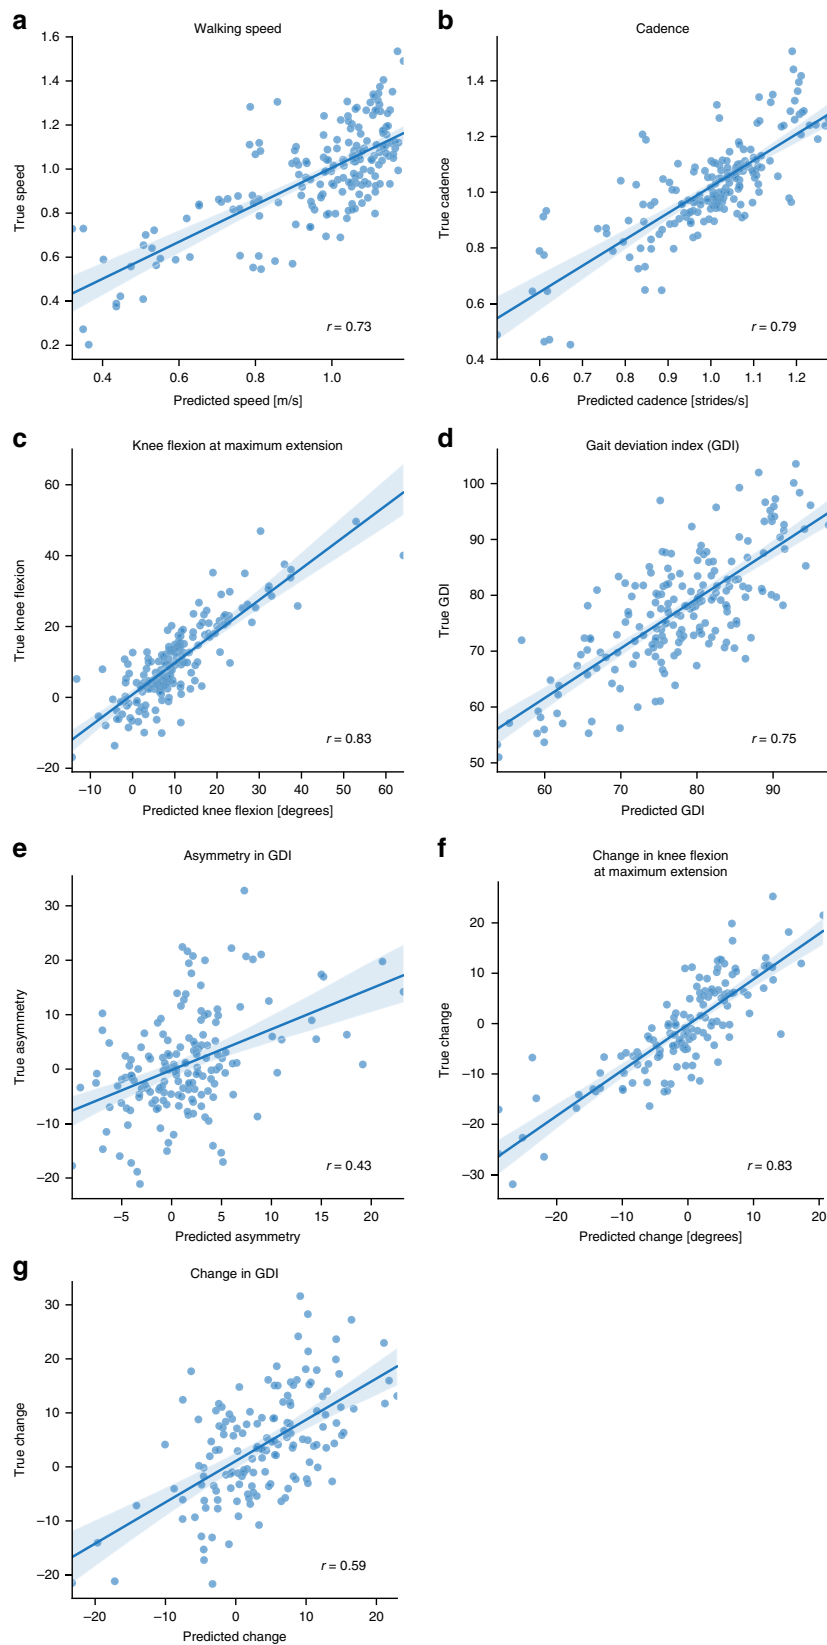 a
Walking speed
1.6
1.4
1.2
1.0
0.8
0.6
0.4
0.2
True speed
r = 0.73
0.4 0.6 0.8 1.0
Predicted speed [m/s]
b
Cadence
1.4
1.2
1.0
0.8
0.6
0.4
True cadence
r = 0.79
0.6 0.7 0.8 0.9 1.0 1.1 1.2
Predicted cadence [strides/s]
c
Knee flexion at maximum extension
60
40
20
0
−20
True knee flexion
r = 0.83
−10 0 10 20 30 40 50 60
Predicted knee flexion [degrees]
d
Gait deviation index (GDI)
100
90
80
70
60
50
True GDI
r = 0.75
60 70 80 90
Predicted GDI
e
Asymmetry in GDI
30
20
10
0
−10
−20
True asymmetry
r = 0.43
−5 0 5 10 15 20
Predicted asymmetry
f
Change in knee flexion
at maximum extension
20
10
0
−10
−20
−30
True change
r = 0.83
−20 −10 0 10 20
Predicted change [degrees]
g
Change in GDI
30
20
10
0
−10
−20
True change
r = 0.59
−20 −10 0 10 20
Predicted change